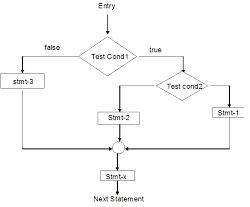 Entry
false
true
Test Cond1
stmt-3
Test cond2
Stmt-2
Stmt-1
Stmt-x
Next Statement